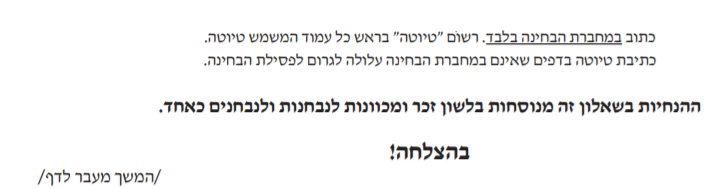 כתוב במחברת הבחינה בלבד. רשום "טיוטה" בראש כל עמוד המשמש טיוטה.
כתיבת טיוטה בדפים שאינם במחברת הבחינה עלולה לגרום לפסילת הבחינה.
ההנחיות בשאלון זה מנוסחות בלשון זכר ומכוונות לנבחנות ולנבחנים כאחד.
בהצלחה!
/המשך מעבר לדף/